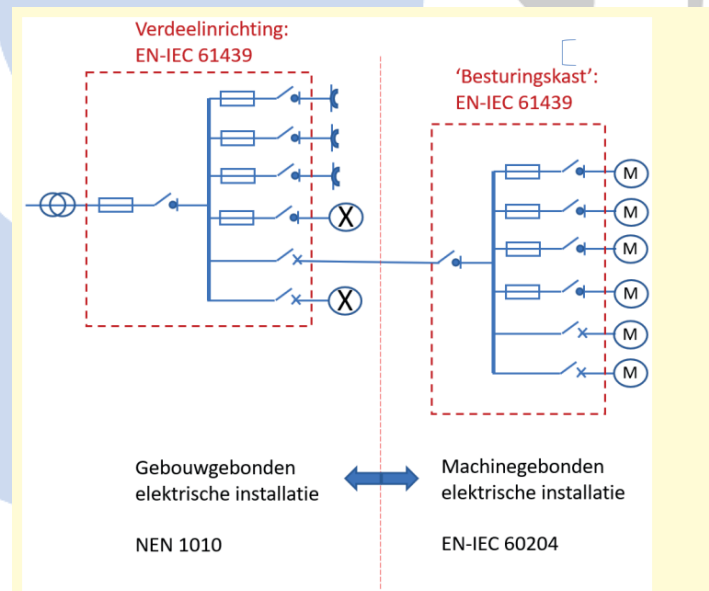 Verdeelinrichting:
EN-IEC 61439
‘Besturingskast’:
EN-IEC 61439
X
X
M
M
M
M
M
M
Gebouwgebonden
elektrische installatie
NEN 1010
Machinegebonden
elektrische installatie
EN-IEC 60204